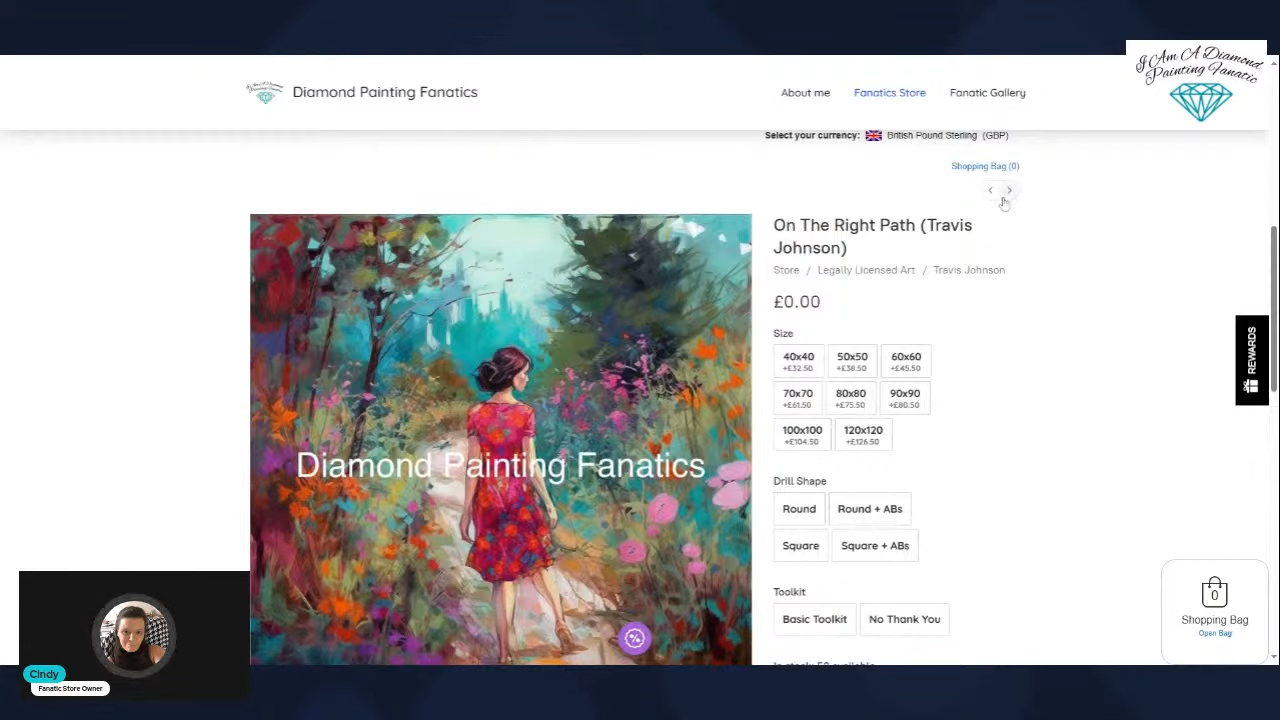 I Am A Diamond
Painting Fanatic
Diamond Painting Fanatics
About me
Fanatics Store
Fanatic Gallery
Select your currency:
British Pound Sterling (GBP)
Shopping Bag (0)
On The Right Path (Travis
Johnson)
Store / Legally Licensed Art / Travis Johnson
£0.00
Size
40x40
+£32.50
50x50
+£38.50
60x60
+£45.50
70x70
+£61.50
80x80
+£75.50
90x90
+£80.50
100x100
+£104.50
120x120
+£126.50
Drill Shape
Round
Round + ABs
Square
Square + ABs
Toolkit
Basic Toolkit
No Thank You
In stock: 50 available
Diamond Painting Fanatics
REWARDS
0
Shopping Bag
Open Bag
Cindy
Fanatic Store Owner